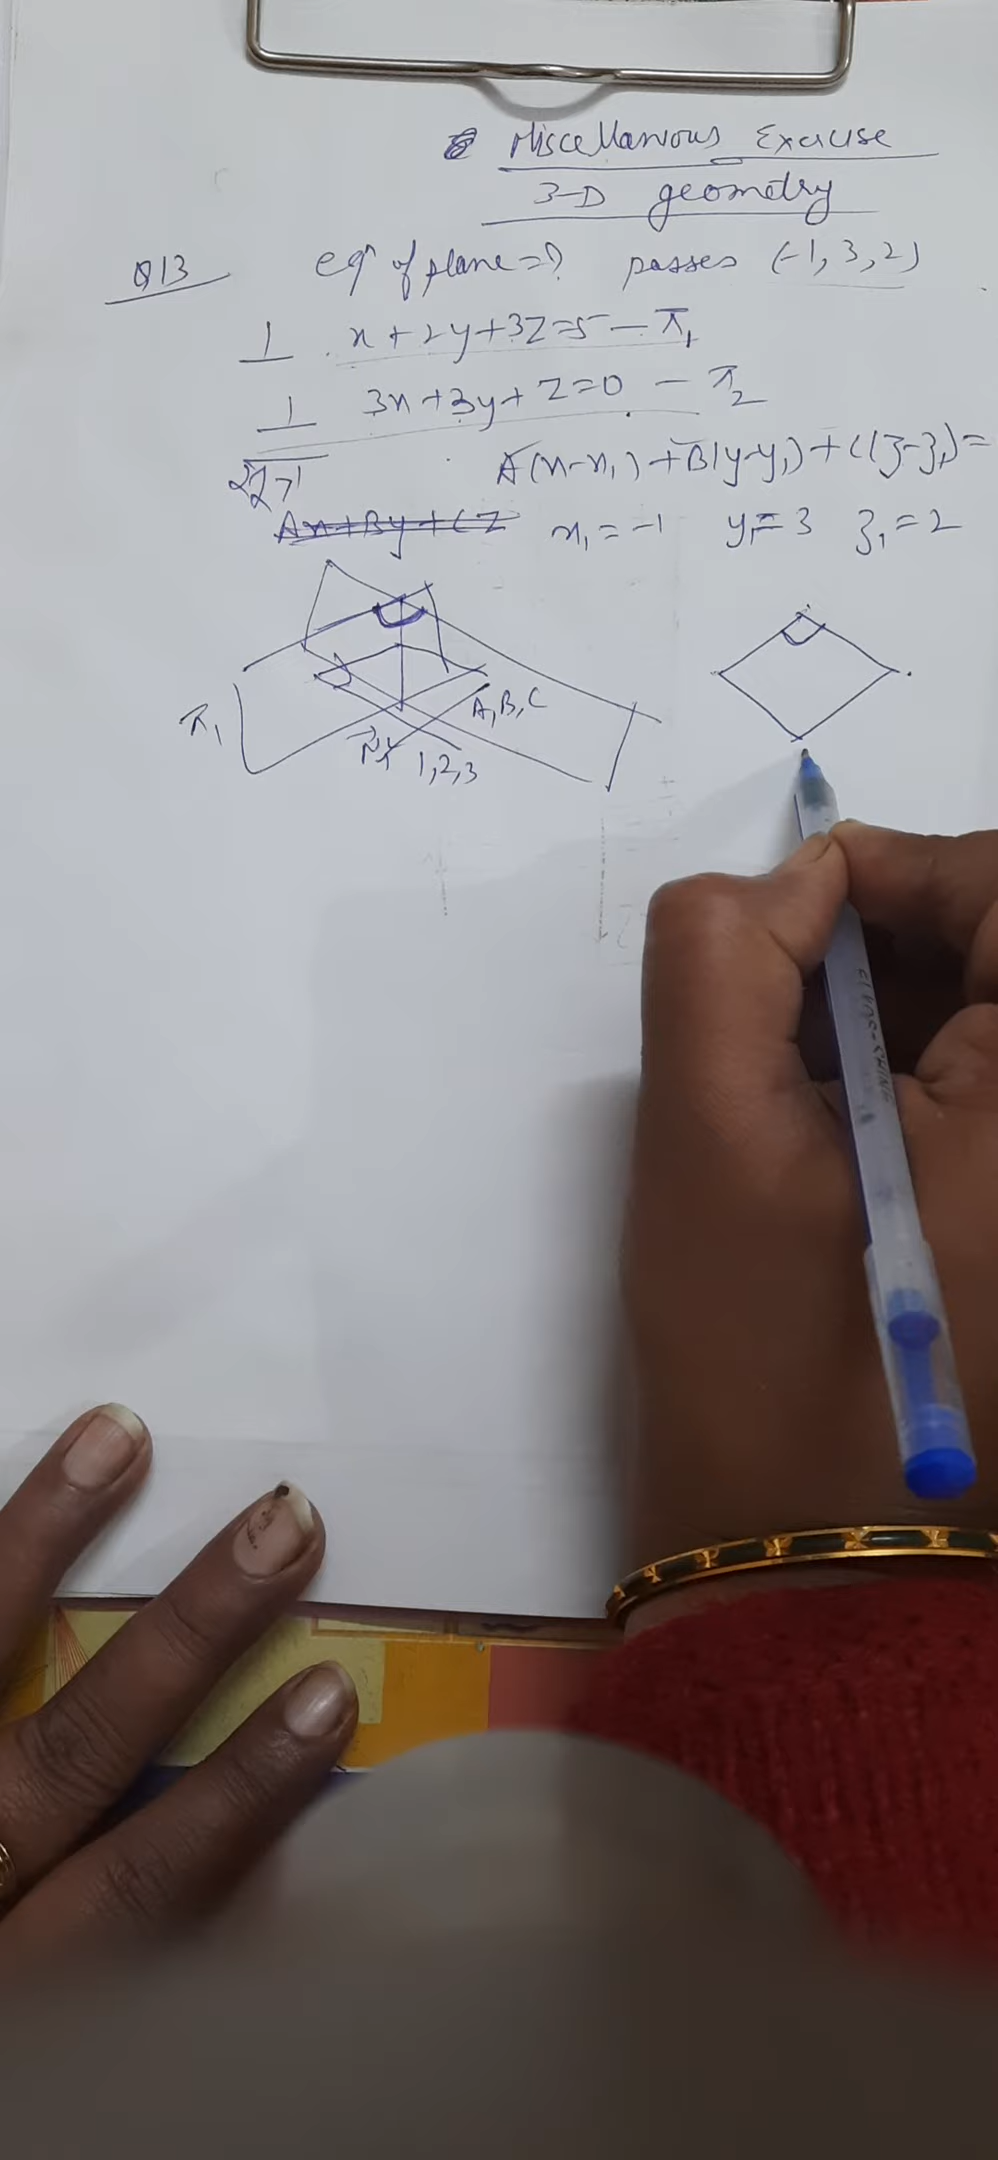 Miscellaneous Exercise
3-D geometry
Q13 eqⁿ of plane=? passes (-1, 3, 2)
⊥ x + 2y + 3z = 5 — π₁
⊥ 3x + 3y + z = 0 — π₂
A(x-x₁) + B(y-y₁) + C(z-z₁) =
Ax+By+Cz x₁ = -1 y₁ = 3 z₁ = 2
π₁ A, B, C
1, 2, 3